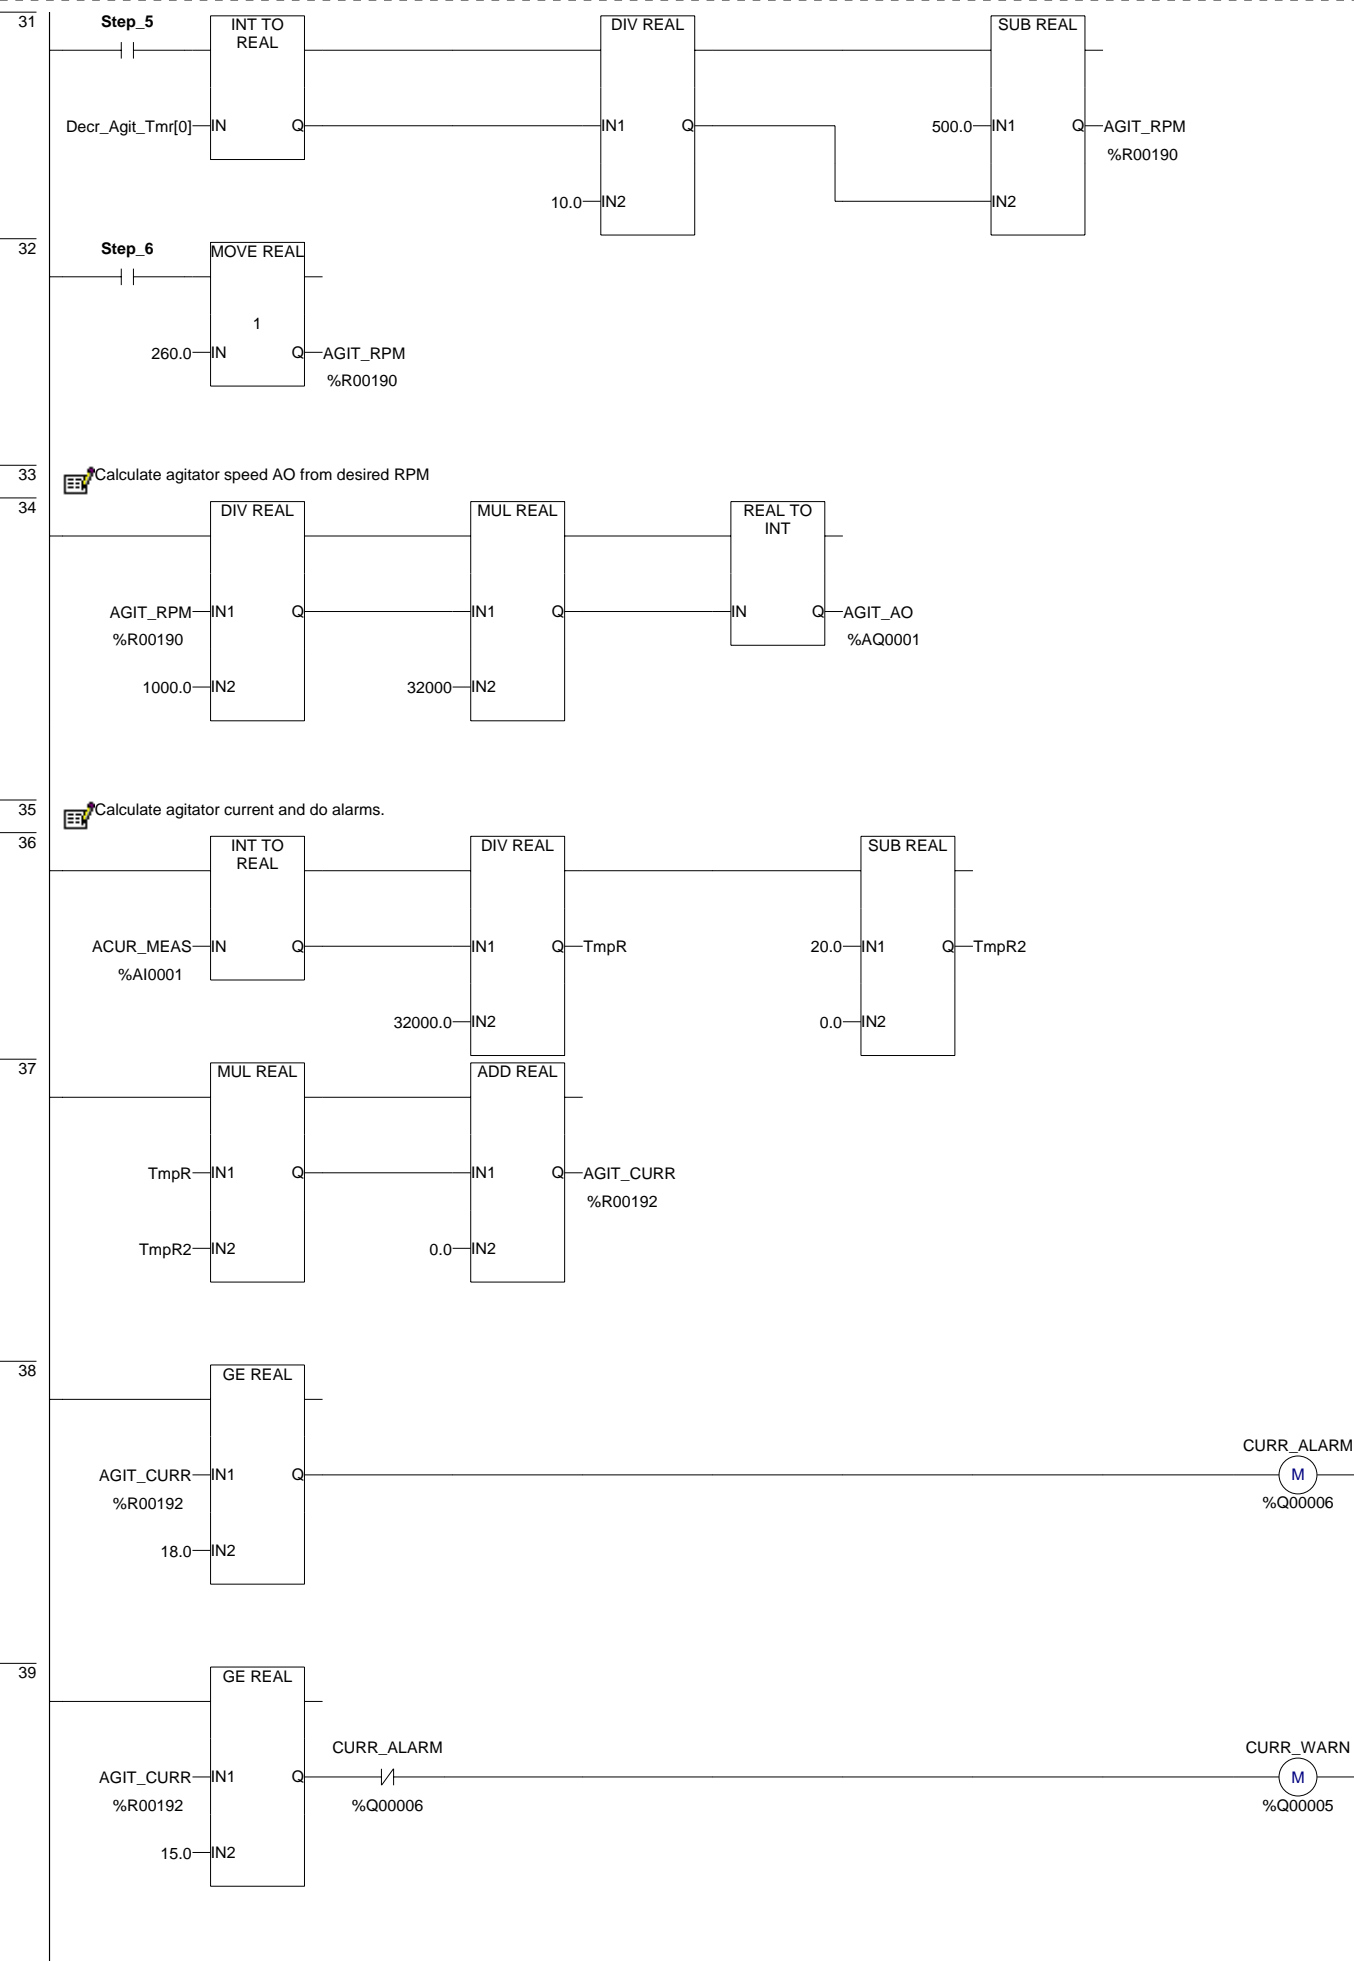 31
Step_5
INT TO
REAL
DIV REAL
SUB REAL
Decr_Agit_Tmr[0]
IN
Q
IN1
Q
500.0
IN1
Q
AGIT_RPM
%R00190
10.0
IN2
IN2
32
Step_6
MOVE REAL
1
260.0
IN
Q
AGIT_RPM
%R00190
33
Calculate agitator speed AO from desired RPM
34
DIV REAL
MUL REAL
REAL TO
INT
AGIT_RPM
IN1
Q
IN1
Q
IN
Q
AGIT_AO
%R00190
%AQ0001
1000.0
IN2
32000
IN2
35
Calculate agitator current and do alarms.
36
INT TO
REAL
DIV REAL
SUB REAL
ACUR_MEAS
IN
Q
IN1
Q
TmpR
20.0
IN1
Q
TmpR2
%AI0001
32000.0
IN2
0.0
IN2
37
MUL REAL
ADD REAL
TmpR
IN1
Q
IN1
Q
AGIT_CURR
%R00192
TmpR2
IN2
0.0
IN2
38
GE REAL
CURR_ALARM
AGIT_CURR
IN1
Q
M
%R00192
%Q00006
18.0
IN2
39
GE REAL
CURR_ALARM
CURR_WARN
AGIT_CURR
IN1
Q
M
%R00192
%Q00006
%Q00005
15.0
IN2